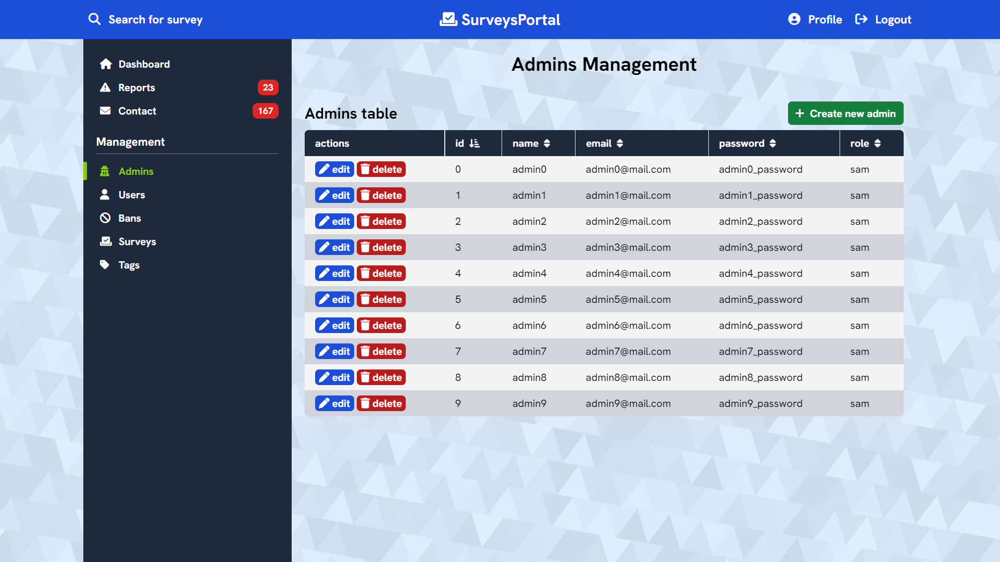 Search for survey
SurveysPortal
Profile
Logout
Dashboard
Reports 23
Contact 167
Management
Admins
Users
Bans
Surveys
Tags
Admins Management
Admins table
Create new admin
actions id name email password role
edit delete 0 admin0 admin0@mail.com admin0_password sam
edit delete 1 admin1 admin1@mail.com admin1_password sam
edit delete 2 admin2 admin2@mail.com admin2_password sam
edit delete 3 admin3 admin3@mail.com admin3_password sam
edit delete 4 admin4 admin4@mail.com admin4_password sam
edit delete 5 admin5 admin5@mail.com admin5_password sam
edit delete 6 admin6 admin6@mail.com admin6_password sam
edit delete 7 admin7 admin7@mail.com admin7_password sam
edit delete 8 admin8 admin8@mail.com admin8_password sam
edit delete 9 admin9 admin9@mail.com admin9_password sam